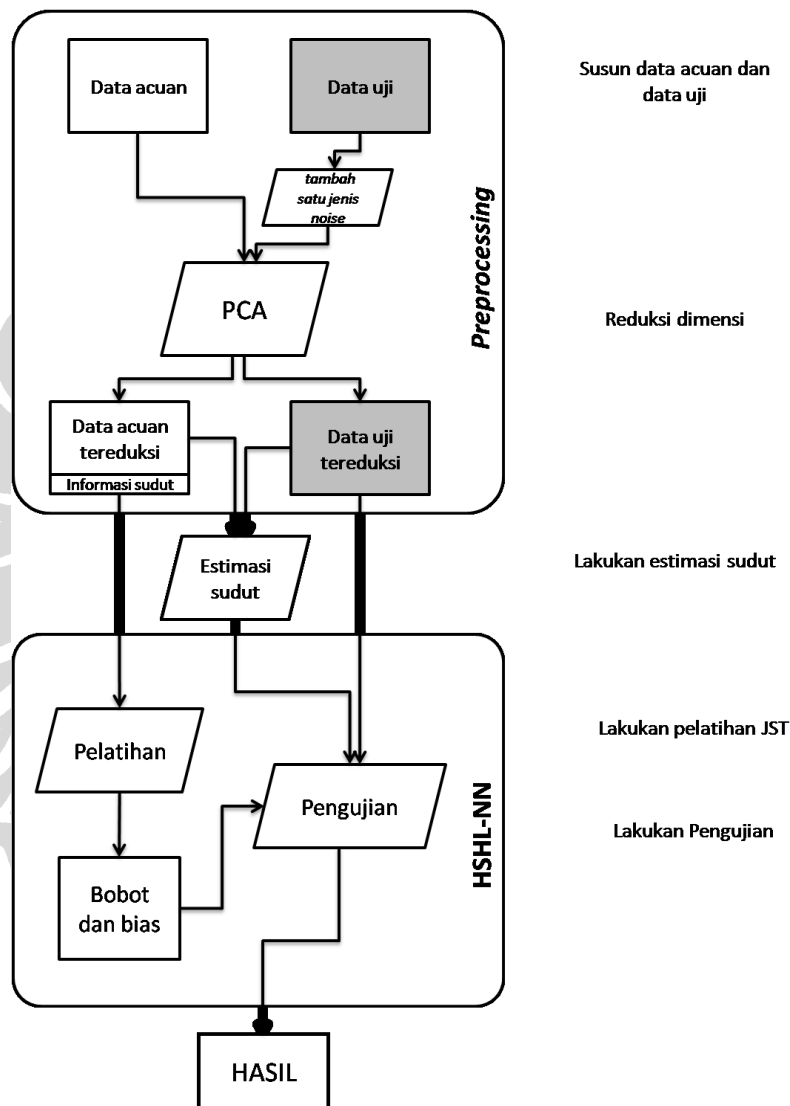 Data acuan
Data uji
Susun data acuan dan
data uji
tambah
satu jenis
noise
Preprocessing
PCA
Reduksi dimensi
Data acuan
tereduksi
Informasi sudut
Data uji
tereduksi
Estimasi
sudut
Lakukan estimasi sudut
Pelatihan
Lakukan pelatihan JST
Pengujian
HSHL-NN
Lakukan Pengujian
Bobot
dan bias
HASIL